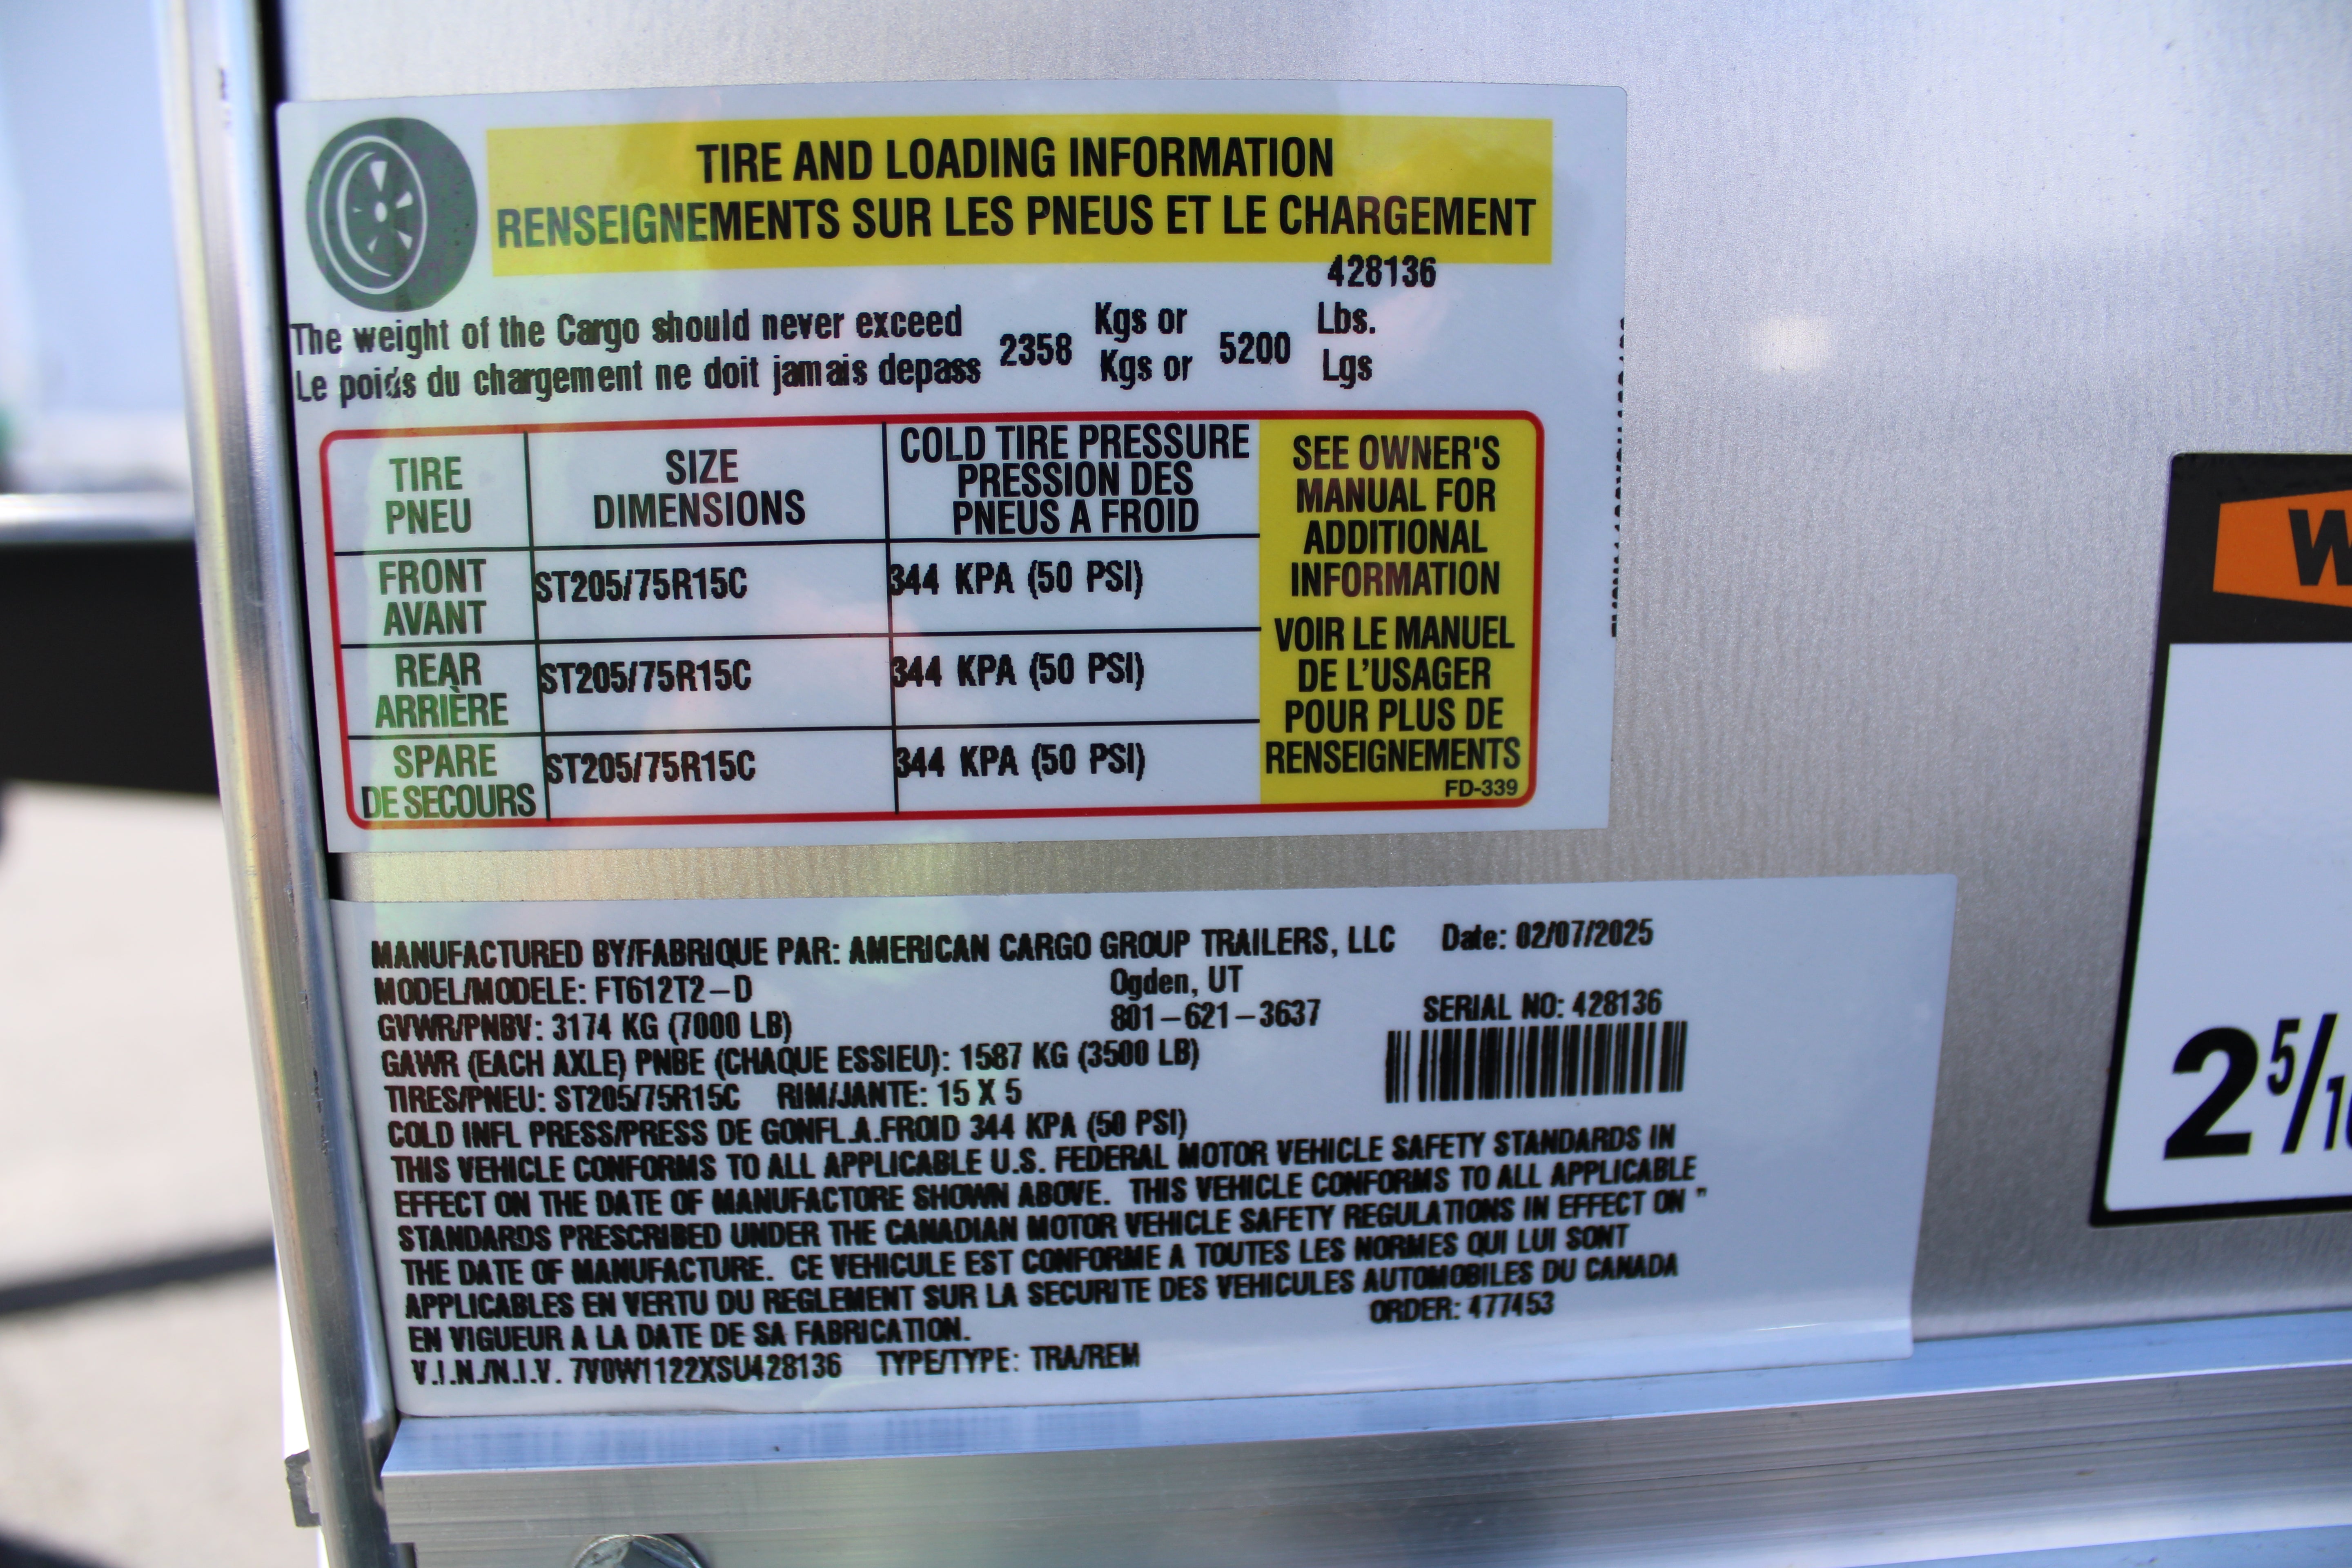 TIRE AND LOADING INFORMATION
RENSEIGNEMENTS SUR LES PNEUS ET LE CHARGEMENT
428136
The weight of the Cargo should never exceed 2358 Kgs or 5200 Lbs.
Le poids du chargement ne doit jamais depass Kgs or Lgs
TIRE PNEU
SIZE DIMENSIONS
COLD TIRE PRESSURE
PRESSION DES
PNEUS A FROID
FRONT AVANT ST205/75R15C 344 KPA (50 PSI)
REAR ARRIÈRE ST205/75R15C 344 KPA (50 PSI)
SPARE DE SECOURS ST205/75R15C 344 KPA (50 PSI)
SEE OWNER'S
MANUAL FOR
ADDITIONAL
INFORMATION
VOIR LE MANUEL
DE L'USAGER
POUR PLUS DE
RENSEIGNEMENTS
FD-339
MANUFACTURED BY/FABRIQUE PAR: AMERICAN CARGO GROUP TRAILERS, LLC Date: 02/07/2025
MODEL/MODELE: FT612T2-D Ogden, UT
GVWR/PNBV: 3174 KG (7000 LB) 801-621-3637 SERIAL NO: 428136
GAWR (EACH AXLE) PNBE (CHAQUE ESSIEU): 1587 KG (3500 LB)
TIRES/PNEU: ST205/75R15C RIM/JANTE: 15 X 5
COLD INFL PRESS/PRESS DE GONFL.A.FROID 344 KPA (50 PSI)
THIS VEHICLE CONFORMS TO ALL APPLICABLE U.S. FEDERAL MOTOR VEHICLE SAFETY STANDARDS IN
EFFECT ON THE DATE OF MANUFACTORE SHOWN ABOVE. THIS VEHICLE CONFORMS TO ALL APPLICABLE
STANDARDS PRESCRIBED UNDER THE CANADIAN MOTOR VEHICLE SAFETY REGULATIONS IN EFFECT ON "
THE DATE OF MANUFACTURE. CE VEHICULE EST CONFORME A TOUTES LES NORMES QUI LUI SONT
APPLICABLES EN VERTU DU REGLEMENT SUR LA SECURITE DES VEHICULES AUTOMOBILES DU CANADA
EN VIGUEUR A LA DATE DE SA FABRICATION. ORDER: 477453
V.I.N./N.I.V. 7V0W1122XSU428136 TYPE/TYPE: TRA/REM
W
2 5/1